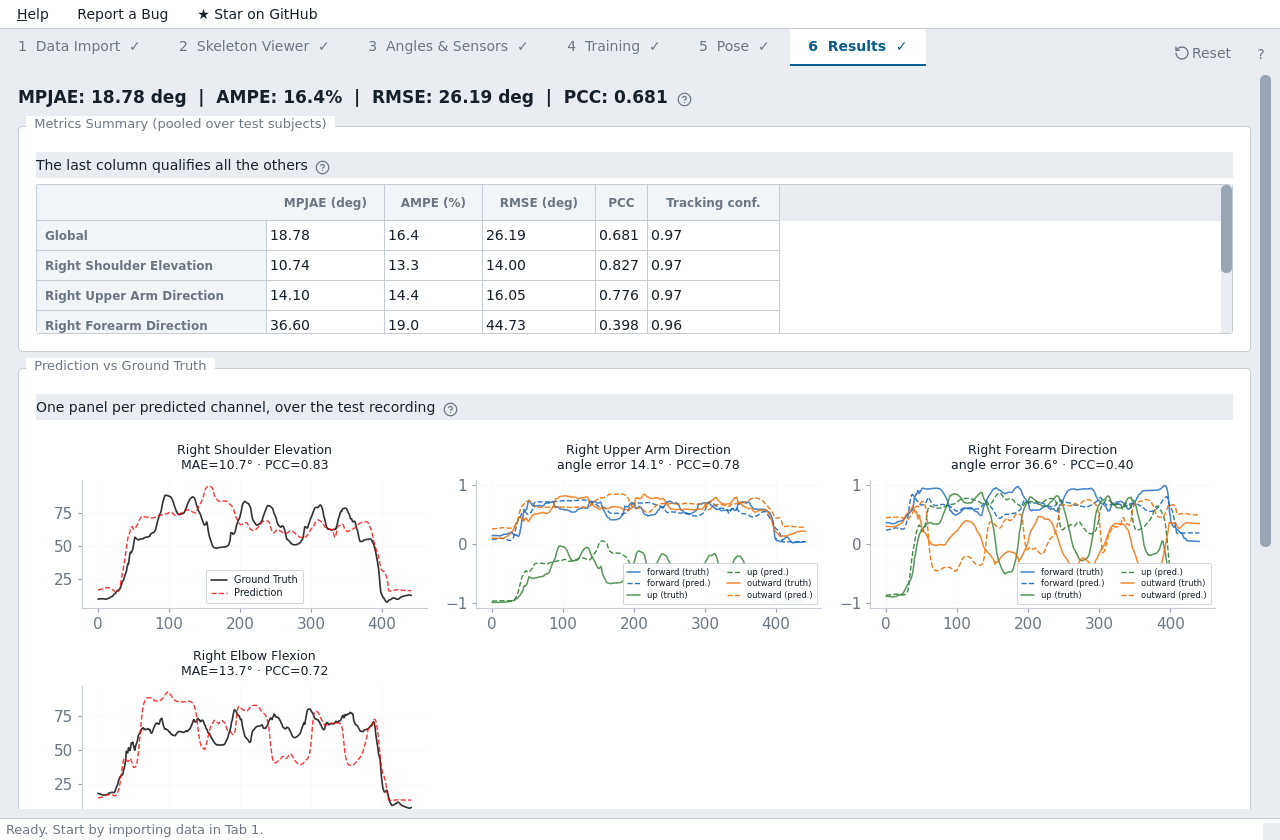 Help Report a Bug ★ Star on GitHub
1 Data Import ✓ 2 Skeleton Viewer ✓ 3 Angles & Sensors ✓ 4 Training ✓ 5 Pose ✓ 6 Results ✓ Reset ?
MPJAE: 18.78 deg | AMPE: 16.4% | RMSE: 26.19 deg | PCC: 0.681 ?
Metrics Summary (pooled over test subjects)
The last column qualifies all the others ?
MPJAE (deg) AMPE (%) RMSE (deg) PCC Tracking conf.
Global 18.78 16.4 26.19 0.681 0.97
Right Shoulder Elevation 10.74 13.3 14.00 0.827 0.97
Right Upper Arm Direction 14.10 14.4 16.05 0.776 0.97
Right Forearm Direction 36.60 19.0 44.73 0.398 0.96
Prediction vs Ground Truth
One panel per predicted channel, over the test recording ?
Right Shoulder Elevation
MAE=10.7° · PCC=0.83
75
50
25
Ground Truth
Prediction
0 100 200 300 400
Right Upper Arm Direction
angle error 14.1° · PCC=0.78
1
0
−1
forward (truth) up (pred.)
forward (pred.) outward (truth)
up (truth) outward (pred.)
0 100 200 300 400
Right Forearm Direction
angle error 36.6° · PCC=0.40
1
0
−1
forward (truth) up (pred.)
forward (pred.) outward (truth)
up (truth) outward (pred.)
0 100 200 300 400
Right Elbow Flexion
MAE=13.7° · PCC=0.72
75
50
25
Ready. Start by importing data in Tab 1.